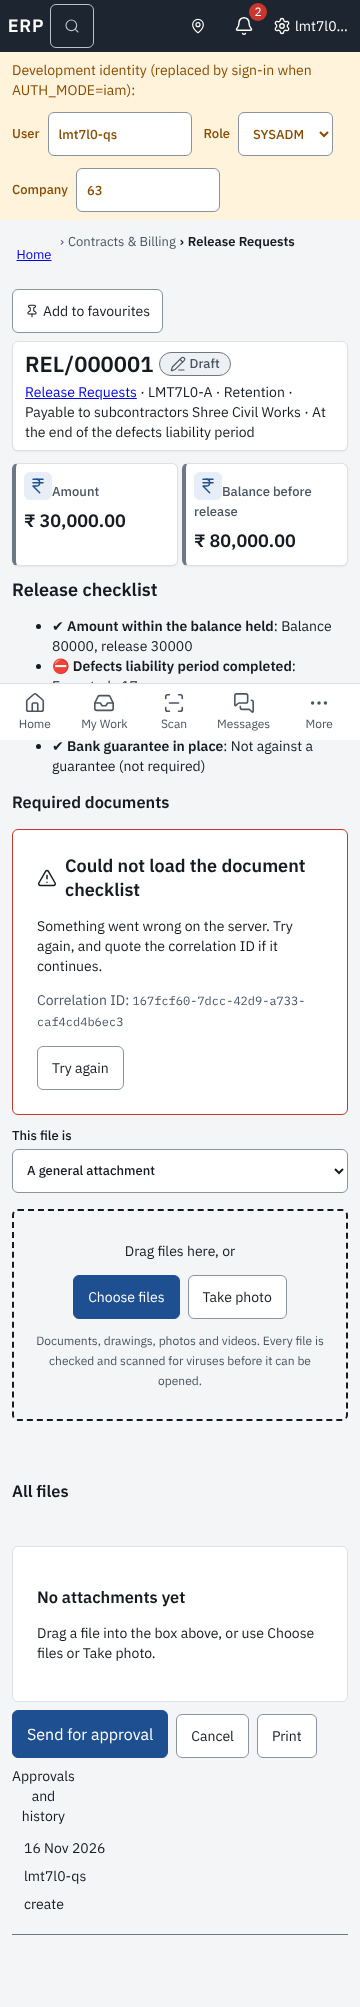 ERP
2
lmt7l0...
Development identity (replaced by sign-in when
AUTH_MODE=iam):
User lmt7l0-qs Role SYSADM
Company 63
Home › Contracts & Billing › Release Requests
Add to favourites
REL/000001 Draft
Release Requests · LMT7L0-A · Retention ·
Payable to subcontractors Shree Civil Works · At
the end of the defects liability period
₹ Amount
₹ 30,000.00
₹ Balance before
release
₹ 80,000.00
Release checklist
• ✔ Amount within the balance held: Balance
80000, release 30000
• ⛔ Defects liability period completed:
Home My Work Scan Messages More
• ✔ Bank guarantee in place: Not against a
guarantee (not required)
Required documents
Could not load the document
checklist
Something went wrong on the server. Try
again, and quote the correlation ID if it
continues.
Correlation ID: 167fcf60-7dcc-42d9-a733-
caf4cd4b6ec3
Try again
This file is
A general attachment
Drag files here, or
Choose files Take photo
Documents, drawings, photos and videos. Every file is
checked and scanned for viruses before it can be
opened.
All files
No attachments yet
Drag a file into the box above, or use Choose
files or Take photo.
Send for approval Cancel Print
Approvals
and
history
16 Nov 2026
lmt7l0-qs
create